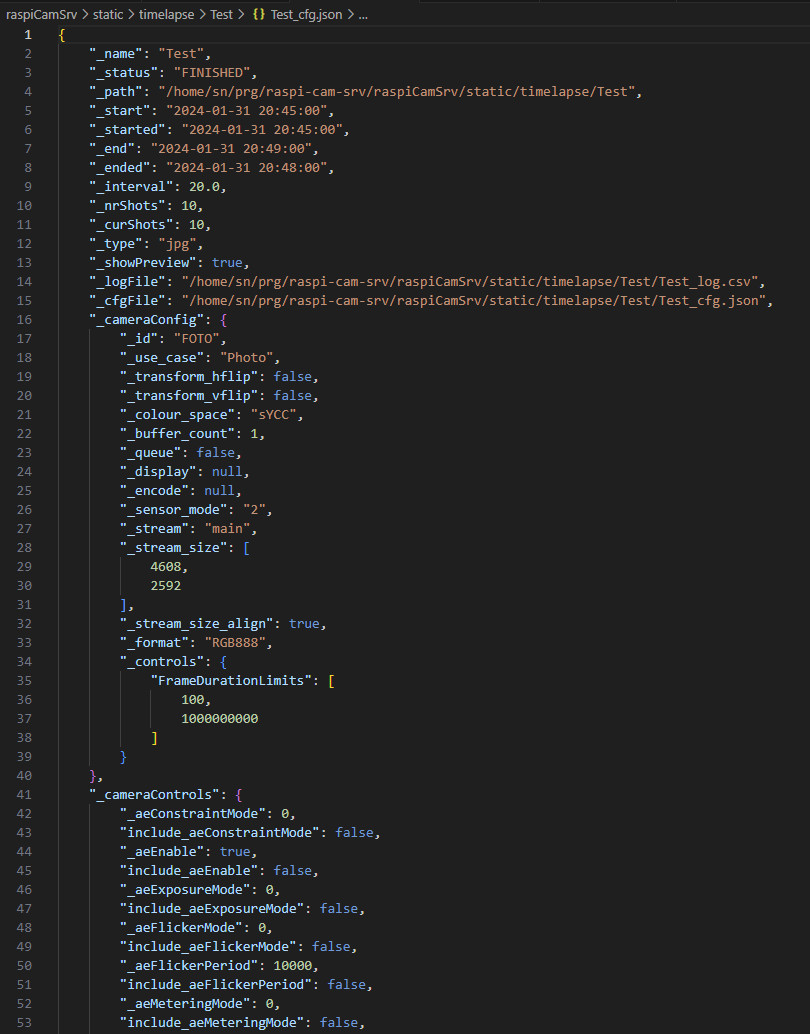 raspiCamSrv > static > timelapse > Test > {} Test_cfg.json > ...
1 {
2 "_name": "Test",
3 "_status": "FINISHED",
4 "_path": "/home/sn/prg/raspi-cam-srv/raspiCamSrv/static/timelapse/Test",
5 "_start": "2024-01-31 20:45:00",
6 "_started": "2024-01-31 20:45:00",
7 "_end": "2024-01-31 20:49:00",
8 "_ended": "2024-01-31 20:48:00",
9 "_interval": 20.0,
10 "_nrShots": 10,
11 "_curShots": 10,
12 "_type": "jpg",
13 "_showPreview": true,
14 "_logFile": "/home/sn/prg/raspi-cam-srv/raspiCamSrv/static/timelapse/Test/Test_log.csv",
15 "_cfgFile": "/home/sn/prg/raspi-cam-srv/raspiCamSrv/static/timelapse/Test/Test_cfg.json",
16 "_cameraConfig": {
17 "_id": "FOTO",
18 "_use_case": "Photo",
19 "_transform_hflip": false,
20 "_transform_vflip": false,
21 "_colour_space": "sYCC",
22 "_buffer_count": 1,
23 "_queue": false,
24 "_display": null,
25 "_encode": null,
26 "_sensor_mode": "2",
27 "_stream": "main",
28 "_stream_size": [
29 4608,
30 2592
31 ],
32 "_stream_size_align": true,
33 "_format": "RGB888",
34 "_controls": {
35 "FrameDurationLimits": [
36 100,
37 1000000000
38 ]
39 }
40 },
41 "_cameraControls": {
42 "_aeConstraintMode": 0,
43 "include_aeConstraintMode": false,
44 "_aeEnable": true,
45 "include_aeEnable": false,
46 "_aeExposureMode": 0,
47 "include_aeExposureMode": false,
48 "_aeFlickerMode": 0,
49 "include_aeFlickerMode": false,
50 "_aeFlickerPeriod": 10000,
51 "include_aeFlickerPeriod": false,
52 "_aeMeteringMode": 0,
53 "include_aeMeteringMode": false,